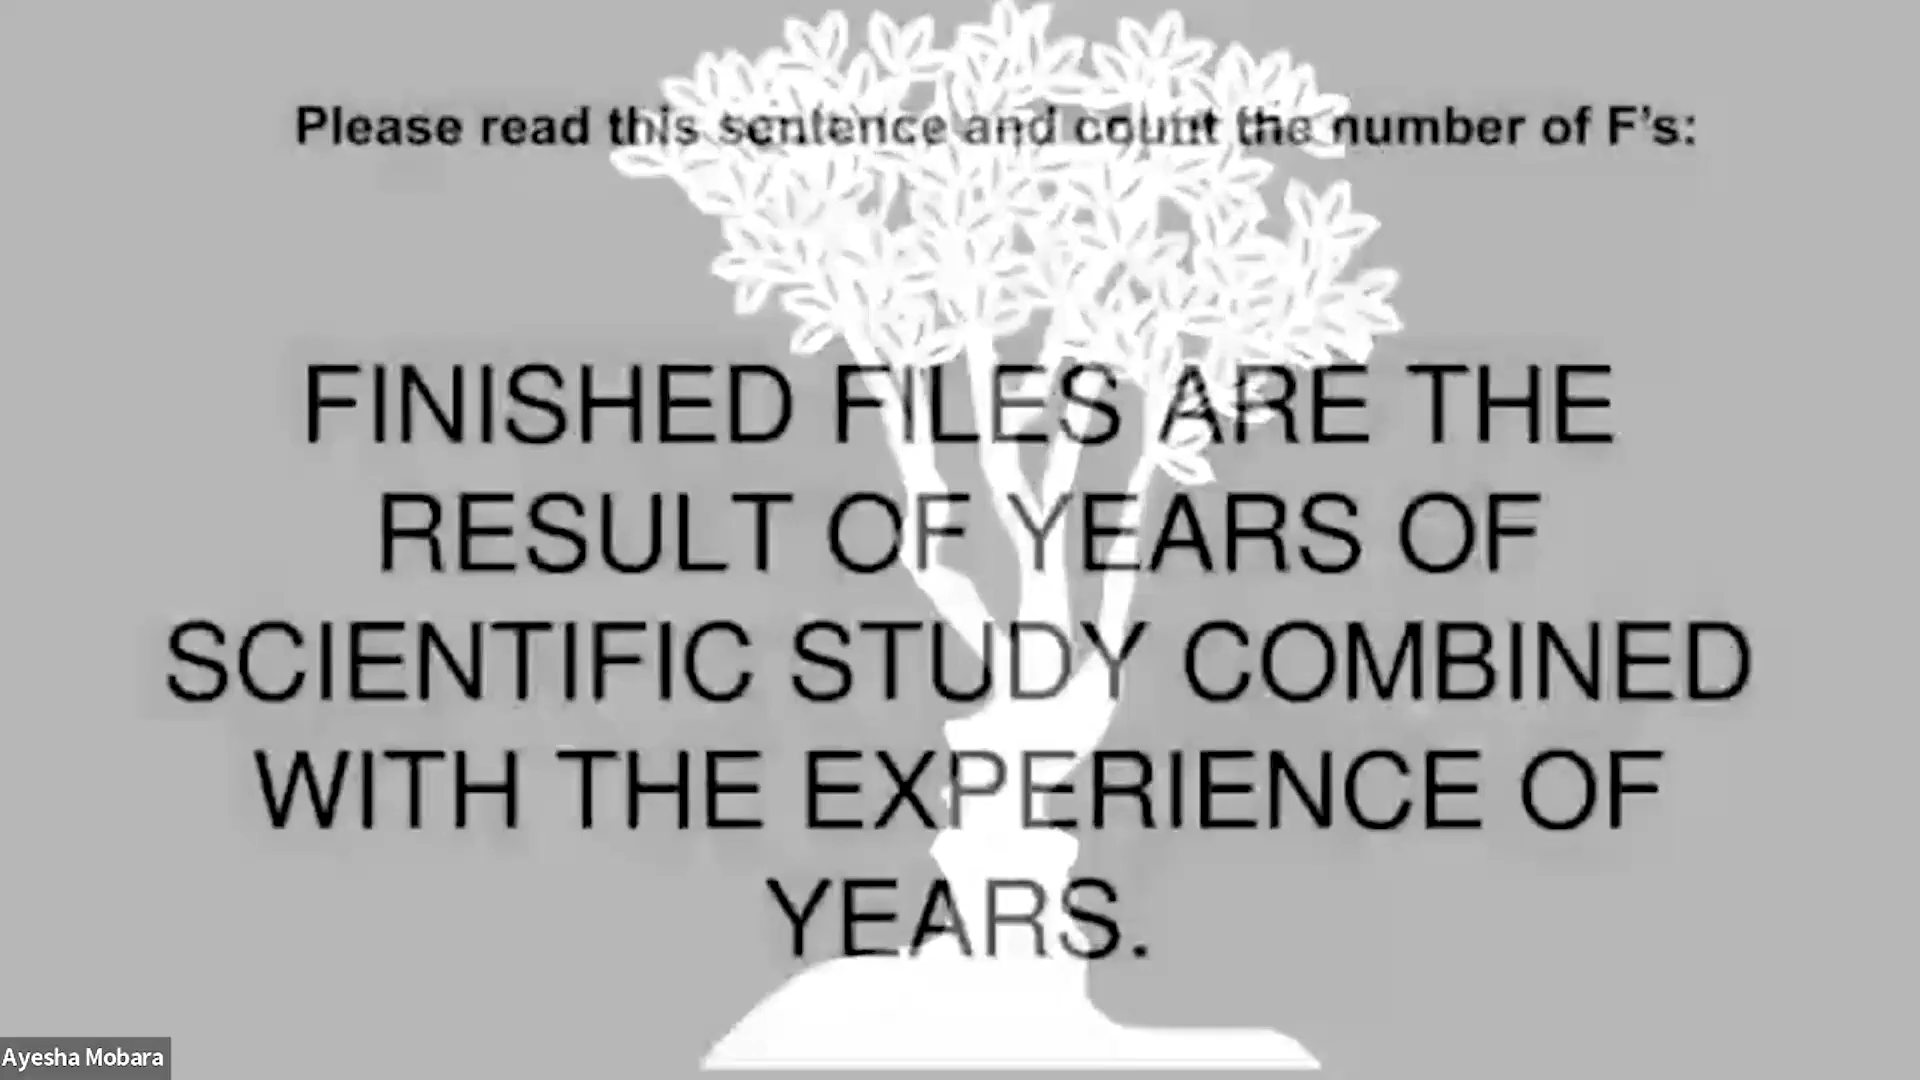 Please read this sentence and count the number of F's:
FINISHED FILES ARE THE
RESULT OF YEARS OF
SCIENTIFIC STUDY COMBINED
WITH THE EXPERIENCE OF
YEARS.
Ayesha Mobara